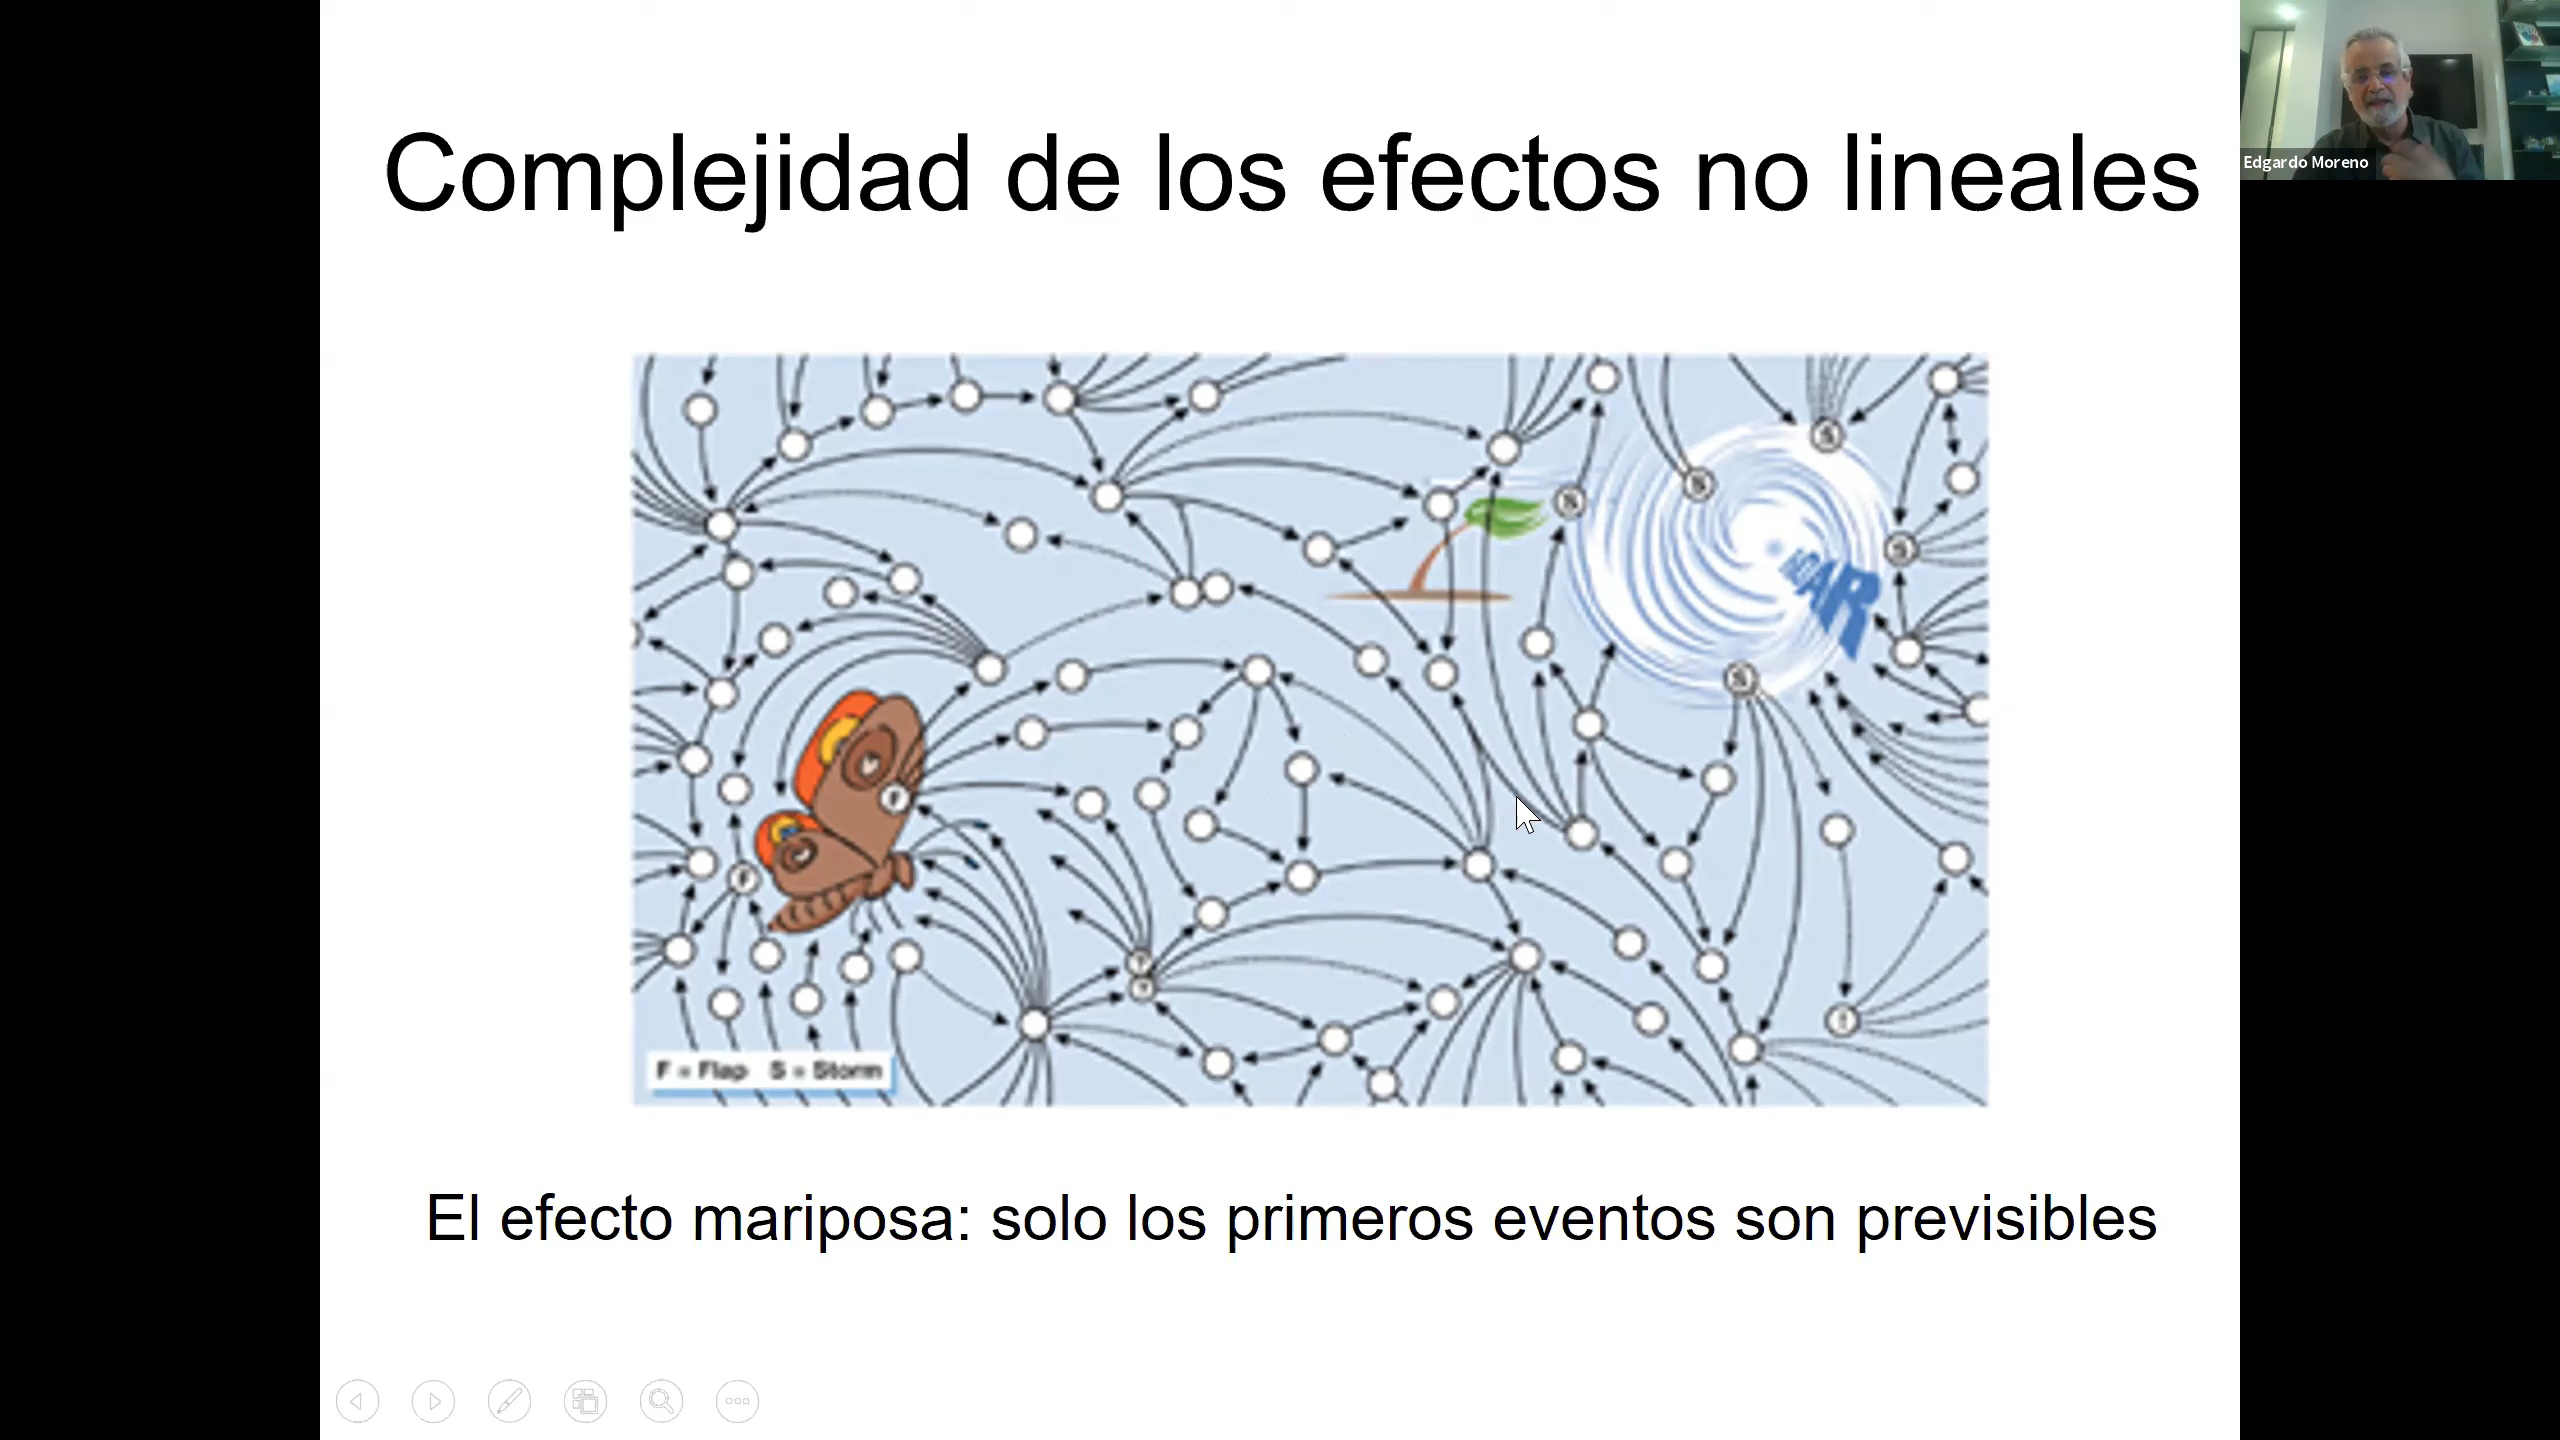 Edgardo Moreno
Complejidad de los efectos no lineales
S
S
S
S
ROAR
S
F
F
?
?
!
F = Flap S = Storm
El efecto mariposa: solo los primeros eventos son previsibles